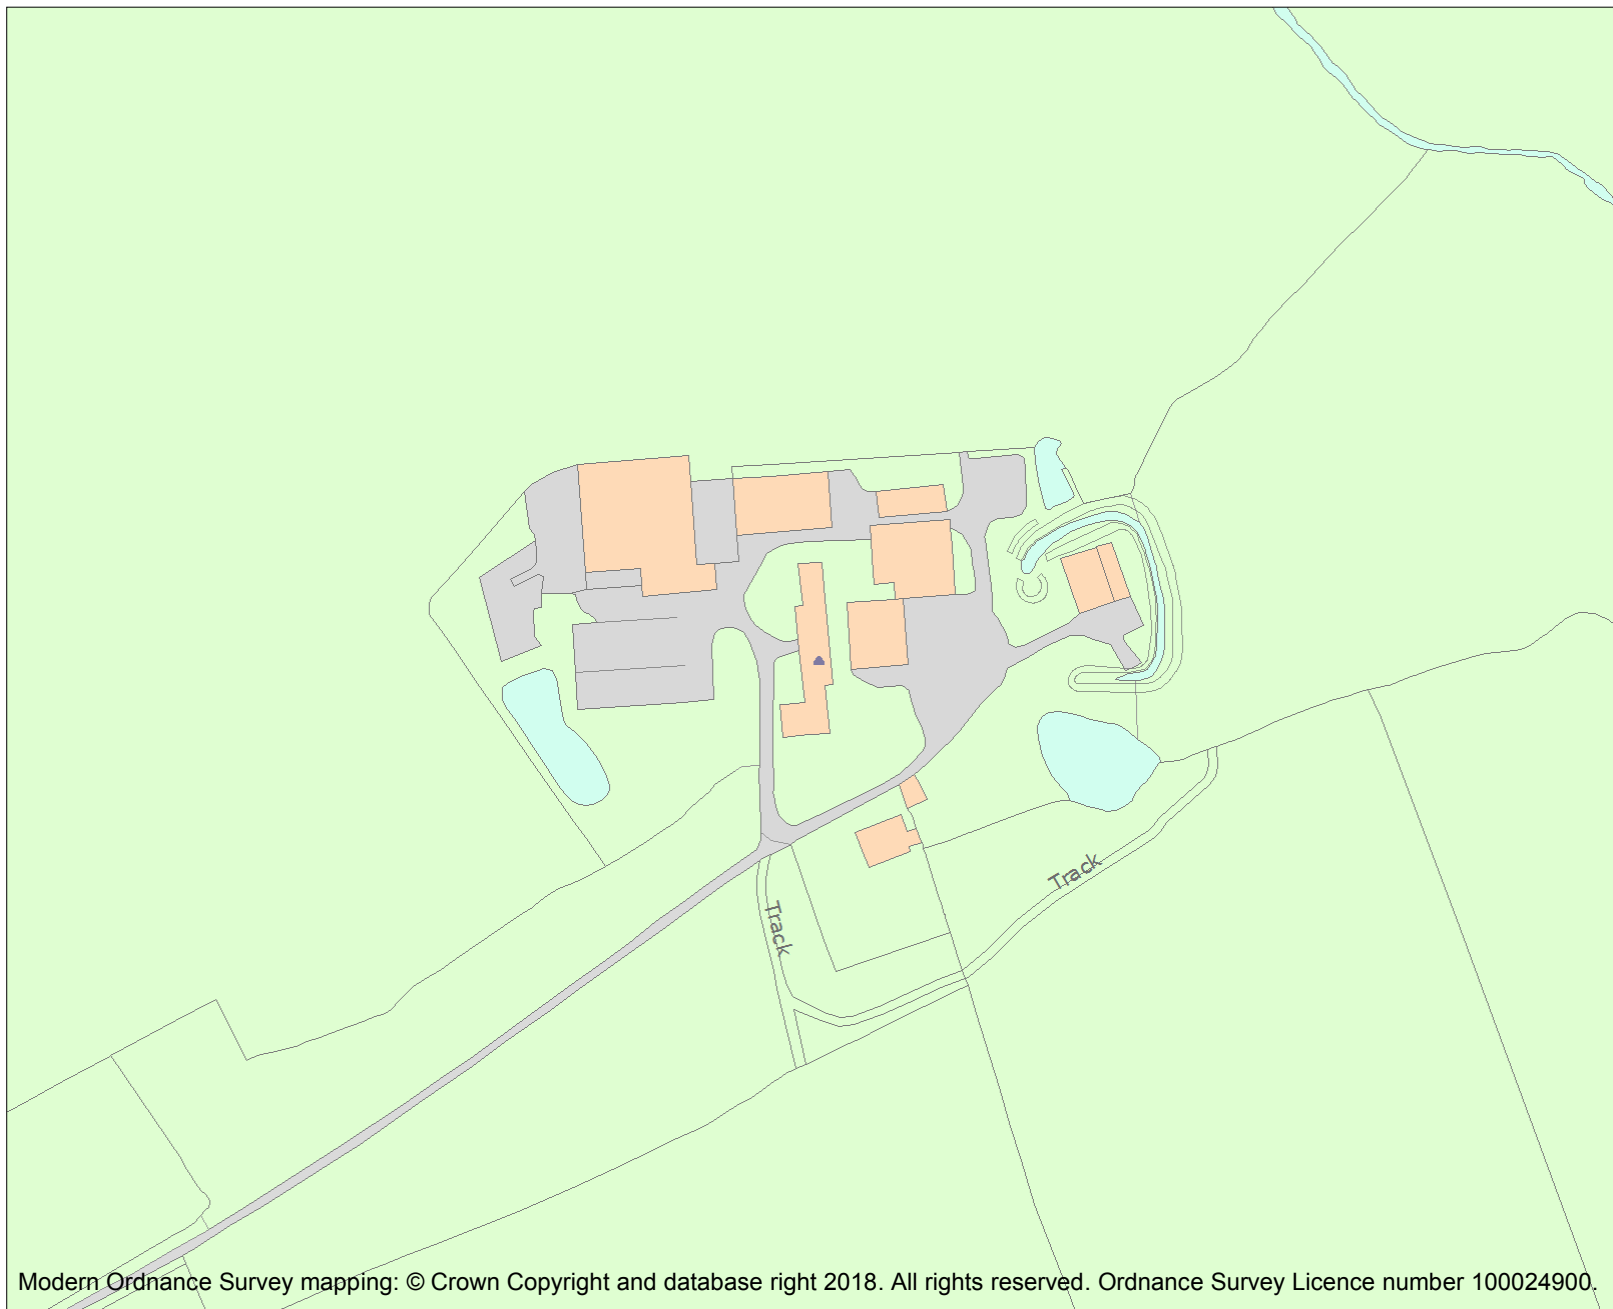 Track
Track
Modern Ordnance Survey mapping: © Crown Copyright and database right 2018. All rights reserved. Ordnance Survey Licence number 100024900.